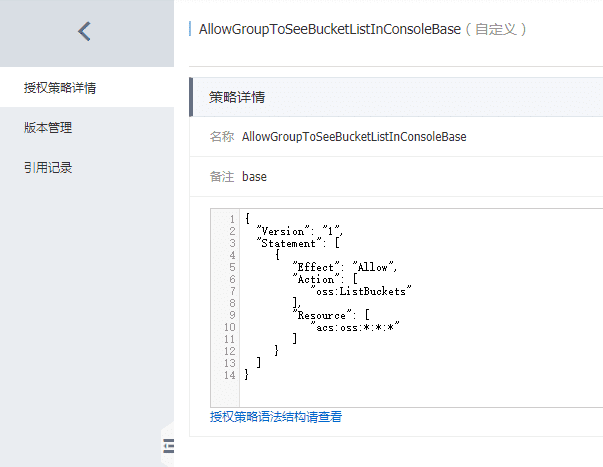 AllowGroupToSeeBucketListInConsoleBase（自定义）
授权策略详情
版本管理
引用记录
策略详情
名称 AllowGroupToSeeBucketListInConsoleBase
备注 base
1 {
2 "Version": "1",
3 "Statement": [
4 {
5 "Effect": "Allow",
6 "Action": [
7 "oss:ListBuckets"
8 ],
9 "Resource": [
10 "acs:oss:*:*:*"
11 ]
12 }
13 ]
14 }
授权策略语法结构请查看